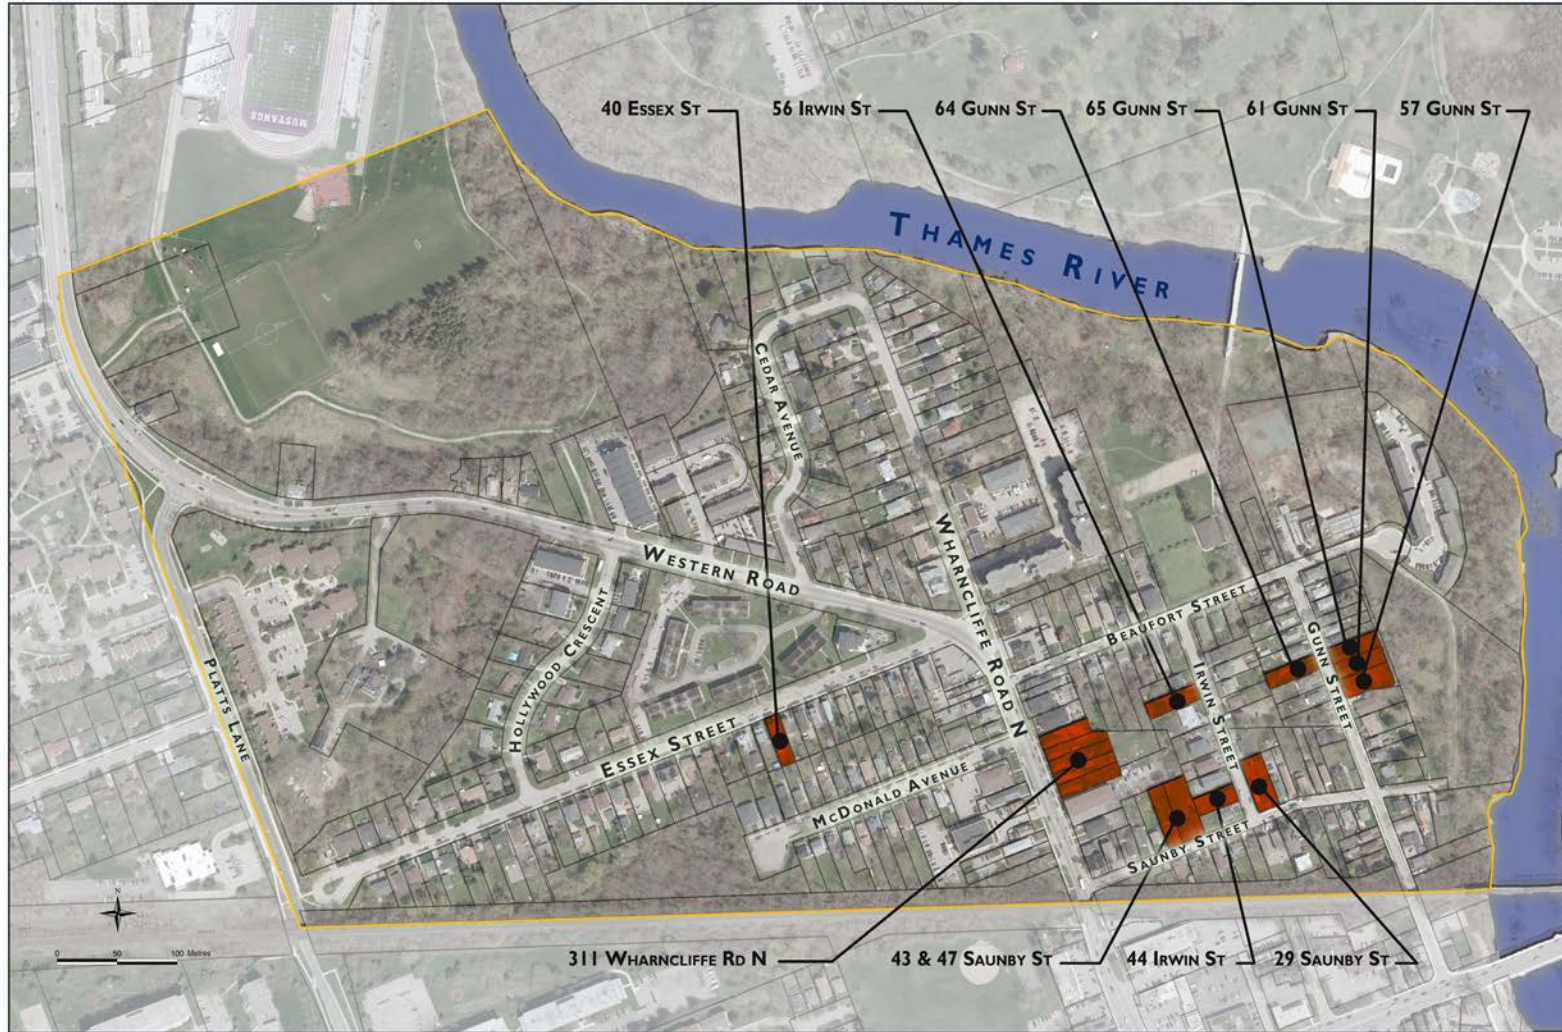 MUSTANGS
40 ESSEX ST
56 IRWIN ST
64 GUNN ST
65 GUNN ST
61 GUNN ST
57 GUNN ST
THAMES RIVER
CEDAR AVENUE
WHARNCLIFFE ROAD N
WESTERN ROAD
BEAUFORT STREET
HOLLYWOOD CRESCENT
IRWIN STREET
GUNN STREET
PLATTS LANE
ESSEX STREET
MCDONALD AVENUE
SAUNBY STREET
N
0 50 100 Metres
311 WHARNCLIFFE RD N
43 & 47 SAUNBY ST
44 IRWIN ST
29 SAUNBY ST